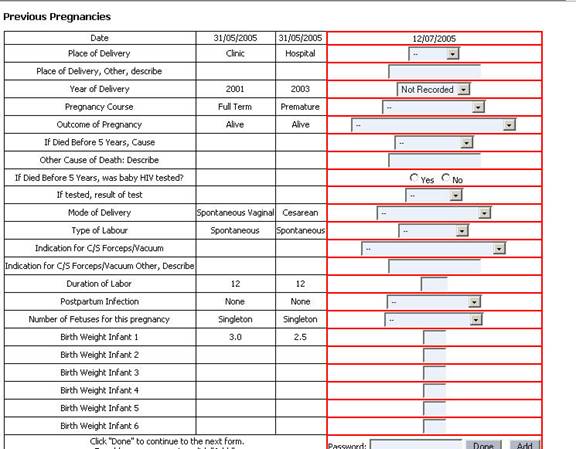 Previous Pregnancies
Date 31/05/2005 31/05/2005 12/07/2005
Place of Delivery Clinic Hospital --
Place of Delivery, Other, describe
Year of Delivery 2001 2003 Not Recorded
Pregnancy Course Full Term Premature --
Outcome of Pregnancy Alive Alive --
If Died Before 5 Years, Cause --
Other Cause of Death: Describe
If Died Before 5 Years, was baby HIV tested? Yes No
If tested, result of test --
Mode of Delivery Spontaneous Vaginal Cesarean --
Type of Labour Spontaneous Spontaneous --
Indication for C/S Forceps/Vacuum --
Indication for C/S Forceps/Vacuum Other, Describe
Duration of Labor 12 12
Postpartum Infection None None --
Number of Fetuses for this pregnancy Singleton Singleton --
Birth Weight Infant 1 3.0 2.5
Birth Weight Infant 2
Birth Weight Infant 3
Birth Weight Infant 4
Birth Weight Infant 5
Birth Weight Infant 6
Click "Done" to continue to the next form. Password: Done Add